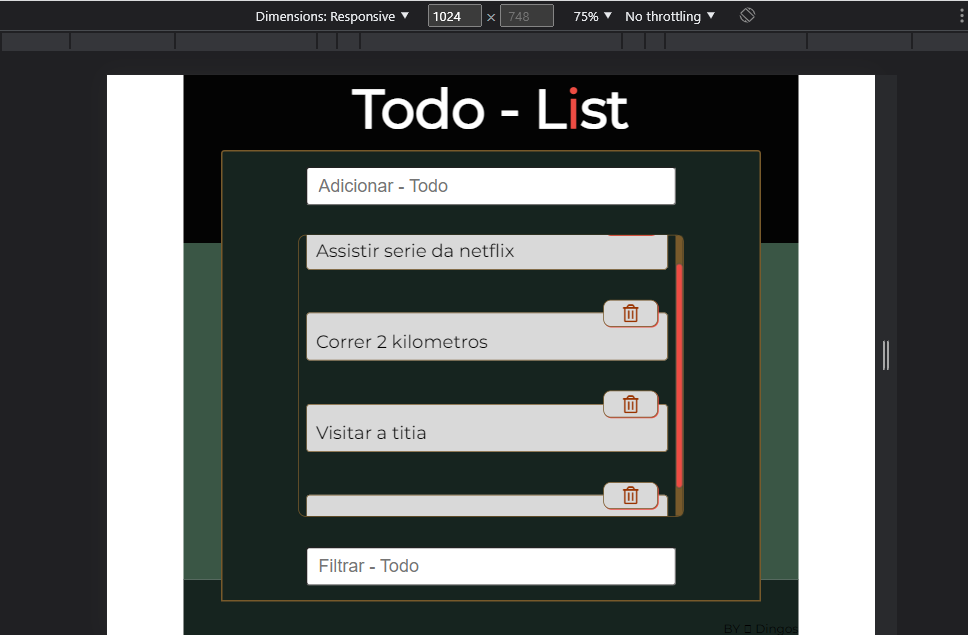 Dimensions: Responsive ▼ 1024 × 748 75% ▼ No throttling ▼
Todo - List
Adicionar - Todo
Assistir serie da netflix
Correr 2 kilometros
Visitar a titia
Filtrar - Todo
BY ▯ Dingos